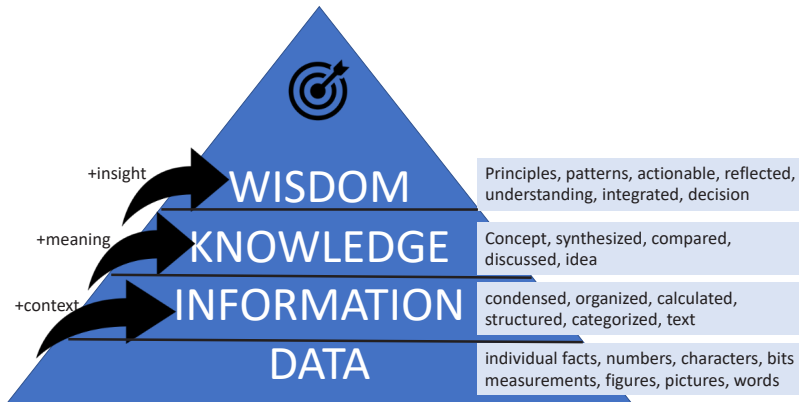 +insight
WISDOM
Principles, patterns, actionable, reflected,
understanding, integrated, decision
+meaning
KNOWLEDGE
Concept, synthesized, compared,
discussed, idea
+context
INFORMATION
condensed, organized, calculated,
structured, categorized, text
DATA
individual facts, numbers, characters, bits
measurements, figures, pictures, words